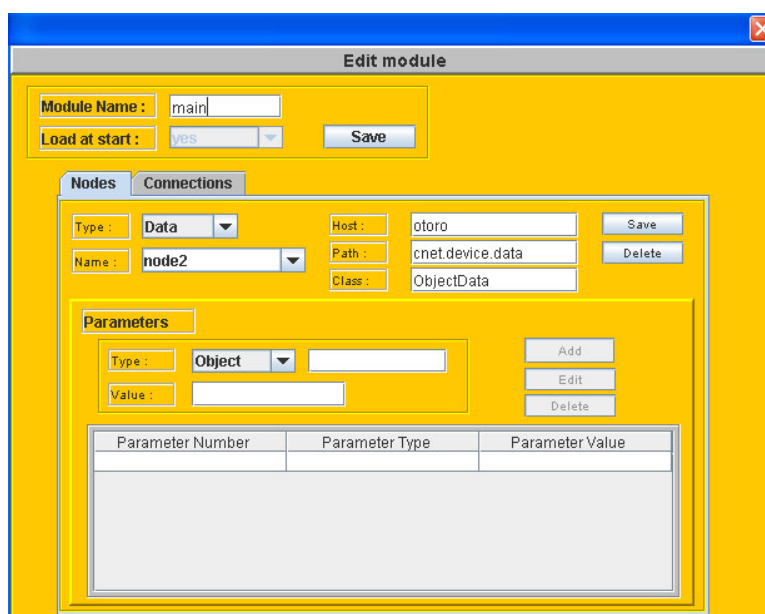 Edit module
Module Name : main
Load at start : yes Save
Nodes Connections
Type : Data Host : otoro Save
Name : node2 Path : cnet.device.data Delete
Class : ObjectData
Parameters
Type : Object Add
Value : Edit
Delete
Parameter Number Parameter Type Parameter Value